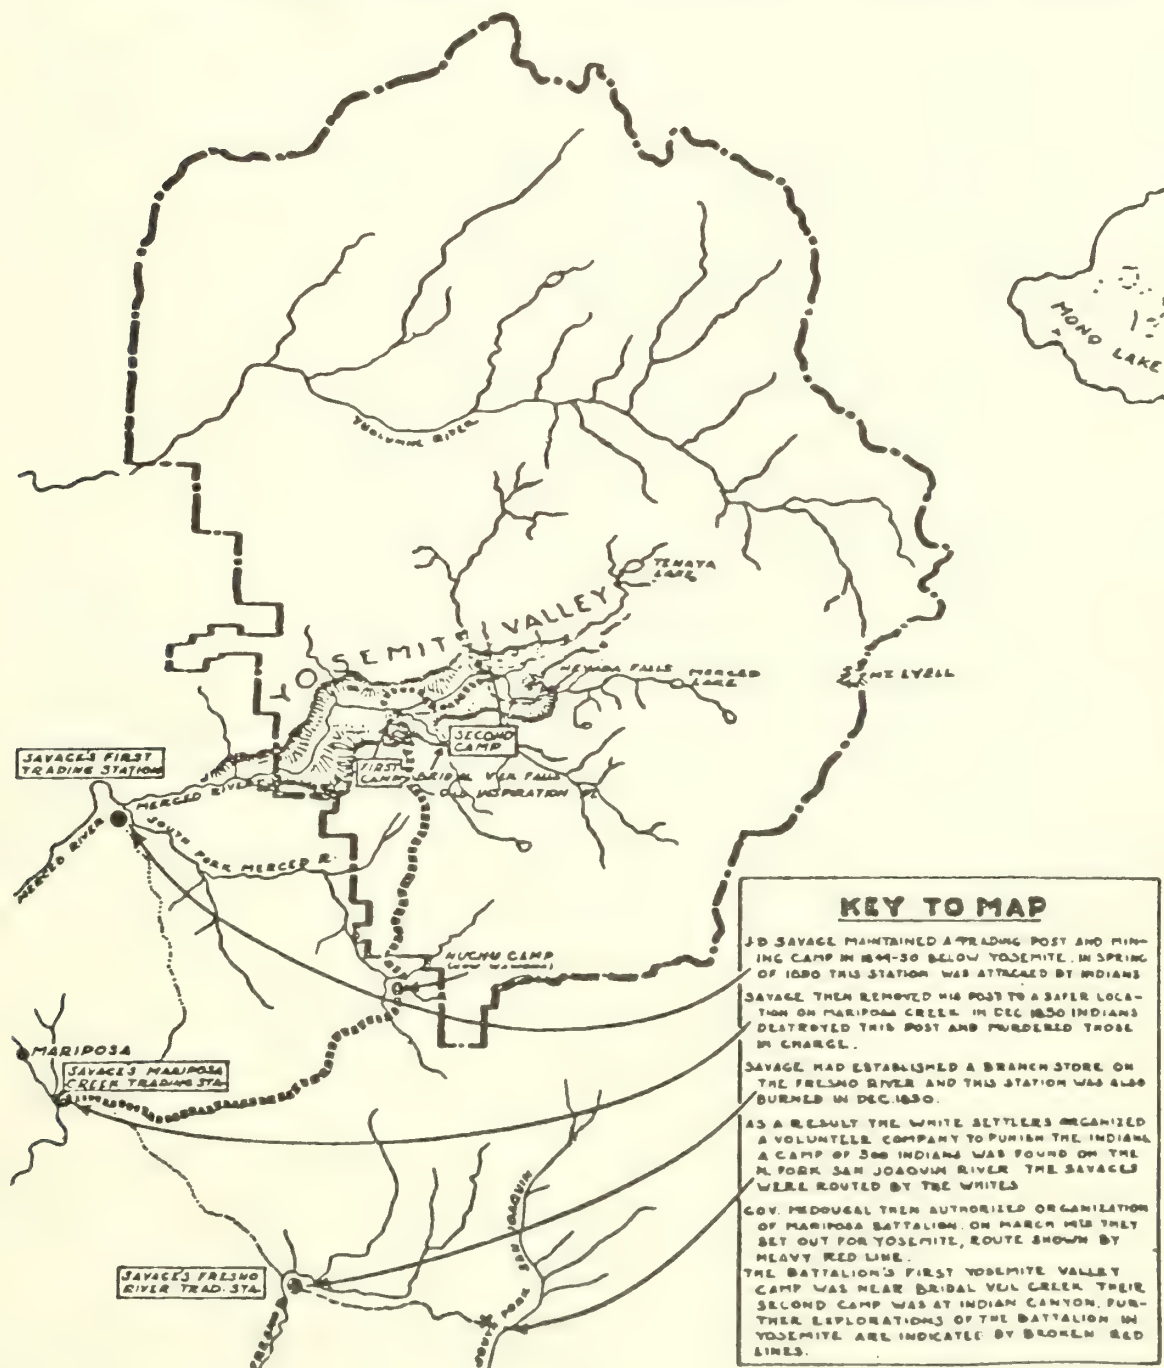 MONO LAKE
TUOLUMNE RIVER
TENAYA
LAKE
YOSEMITE VALLEY
NEVADA FALLS
MERCED
LAKE
MT LYELL
SECOND
CAMP
SAVAGE'S FIRST
TRADING STATION
FIRST
CAMP
BRIDAL VEIL FALLS
OLD INSPIRATION PT.
MERCED RIVER
MERCED RIVER
SOUTH FORK MERCED R.
NUCHU CAMP
(NOW WAWONA)
MARIPOSA
SAVAGE'S MARIPOSA
CREEK TRADING STA.
SAVAGE'S FRESNO
RIVER TRAD. STA.
FRESNO
SAN JOAQUIN
SOUTH FORK
KEY TO MAP
J.D SAVAGE MAINTAINED A TRADING POST AND MIN-
ING CAMP IN 1849-50 BELOW YOSEMITE. IN SPRING
OF 1850 THIS STATION WAS ATTACKED BY INDIANS
SAVAGE THEN REMOVED HIS POST TO A SAFER LOCA-
TION ON MARIPOSA CREEK. IN DEC 1850 INDIANS
DESTROYED THIS POST AND MURDERED THOSE
IN CHARGE.
SAVAGE HAD ESTABLISHED A BRANCH STORE ON
THE FRESNO RIVER AND THIS STATION WAS ALSO
BURNED IN DEC. 1850.
AS A RESULT THE WHITE SETTLERS ORGANIZED
A VOLUNTEER COMPANY TO PUNISH THE INDIANS
A CAMP OF 500 INDIANS WAS FOUND ON THE
N. FORK SAN JOAQUIN RIVER THE SAVAGES
WERE ROUTED BY THE WHITES
GOV. McDOUGAL THEN AUTHORIZED ORGANIZATION
OF MARIPOSA BATTALION. ON MARCH THEY
SET OUT FOR YOSEMITE, ROUTE SHOWN BY
HEAVY RED LINE.
THE BATTALION'S FIRST YOSEMITE VALLEY
CAMP WAS NEAR BRIDAL VEIL CREEK THEIR
SECOND CAMP WAS AT INDIAN CANYON. FUR-
THER EXPLORATIONS OF THE BATTALION IN
YOSEMITE ARE INDICATED BY BROKEN RED
LINES.